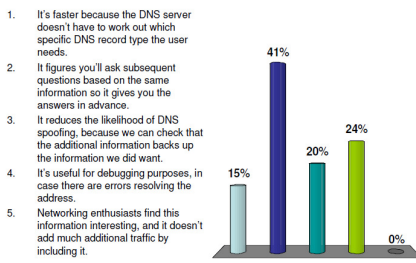 1. It's faster because the DNS server
doesn't have to work out which
specific DNS record type the user
needs.
2. It figures you'll ask subsequent
questions based on the same
information so it gives you the
answers in advance.
3. It reduces the likelihood of DNS
spoofing, because we can check that
the additional information backs up
the information we did want.
4. It's useful for debugging purposes, in
case there are errors resolving the
address.
5. Networking enthusiasts find this
information interesting, and it doesn't
add much additional traffic by
including it.
15%
41%
20%
24%
0%